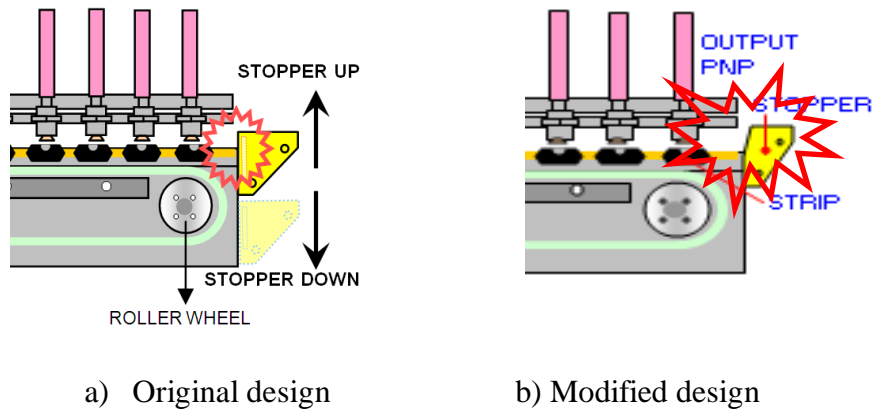 STOPPER UP
STOPPER DOWN
ROLLER WHEEL
a) Original design
OUTPUT
PNP
STOPPER
STRIP
b) Modified design